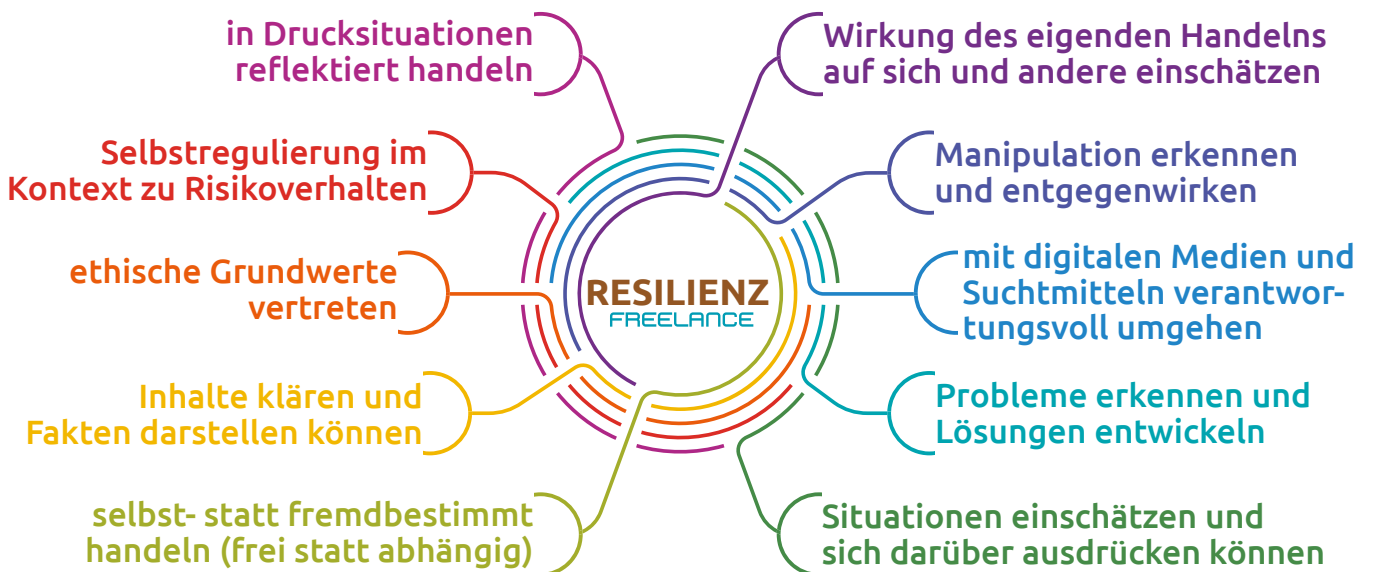 in Drucksituationen
reflektiert handeln
Wirkung des eigenden Handelns
auf sich und andere einschätzen
Selbstregulierung im
Kontext zu Risikoverhalten
Manipulation erkennen
und entgegenwirken
ethische Grundwerte
vertreten
RESILIENZ
FREELANCE
mit digitalen Medien und
Suchtmitteln verantwor-
tungsvoll umgehen
Inhalte klären und
Fakten darstellen können
Probleme erkennen und
Lösungen entwickeln
selbst- statt fremdbestimmt
handeln (frei statt abhängig)
Situationen einschätzen und
sich darüber ausdrücken können